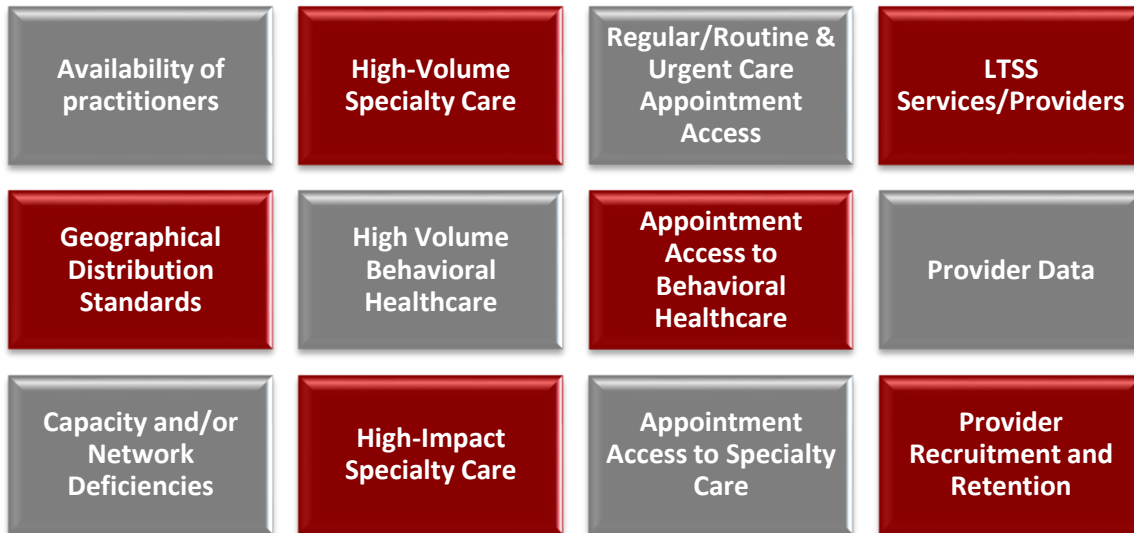 Availability of
practitioners
High-Volume
Specialty Care
Regular/Routine &
Urgent Care
Appointment
Access
LTSS
Services/Providers
Geographical
Distribution
Standards
High Volume
Behavioral
Healthcare
Appointment
Access to
Behavioral
Healthcare
Provider Data
Capacity and/or
Network
Deficiencies
High-Impact
Specialty Care
Appointment
Access to Specialty
Care
Provider
Recruitment and
Retention